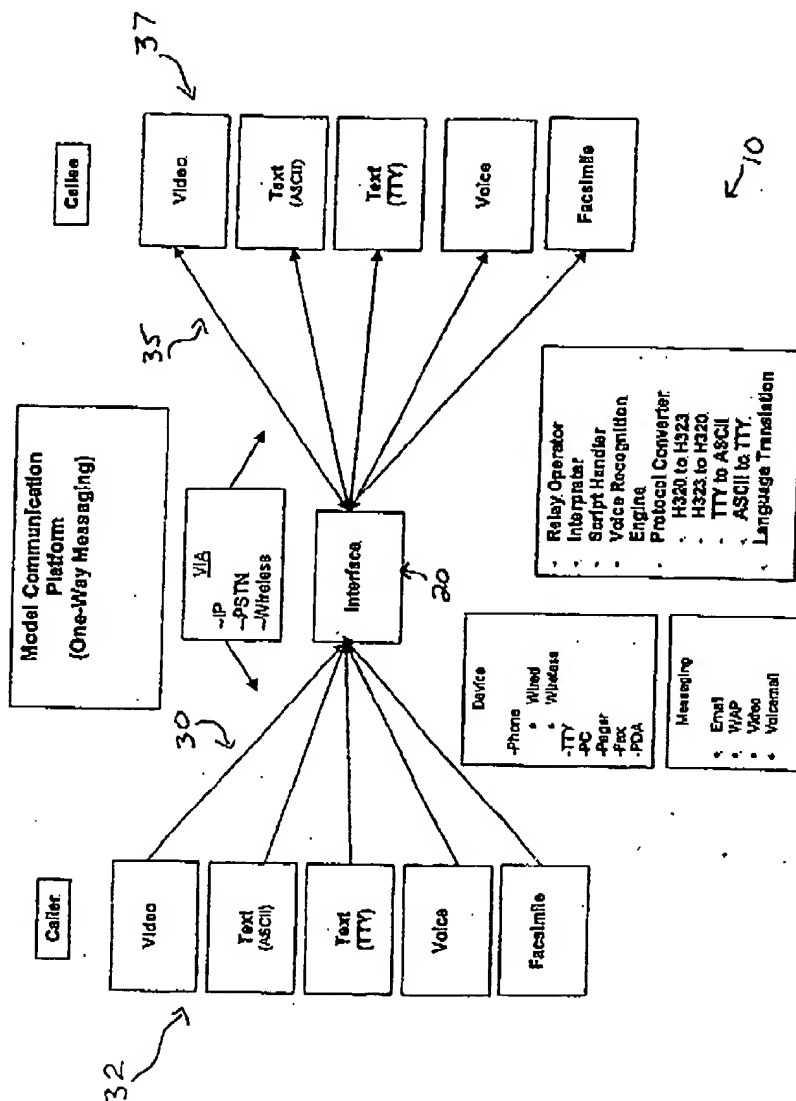 Model Communication
Platform
{One-Way Messaging}
Caller
Callee
VIA
-IP
-PSTN
-Wireless
30
35
32
37
Video
Text
(ASCII)
Text
(TTY)
Voice
Facsimile
Interface
20
Video
Text
(ASCII)
Text
(TTY)
Voice
Facsimile
Device
-Phone
• Wired
• Wireless
-TTY
-PC
-Pager
-Fax
-PDA
Messaging
• Email
• WAP
• Video
• Voicemail
• Relay Operator
• Interpreter
• Script Handler
• Voice Recognition
Engine
• Protocol Converter
• H320 to H323
• H323 to H320
• TTY to ASCII
• ASCII to TTY
• Language Translation
10